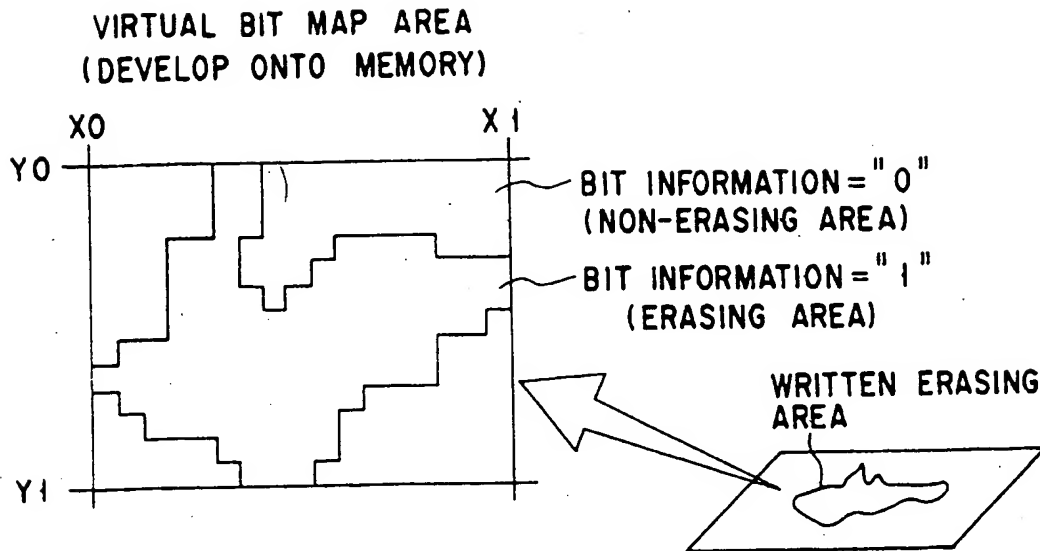 VIRTUAL BIT MAP AREA
(DEVELOP ONTO MEMORY)
X0
X1
Y0
BIT INFORMATION="0"
(NON-ERASING AREA)
BIT INFORMATION="1"
(ERASING AREA)
WRITTEN ERASING
AREA
Y1